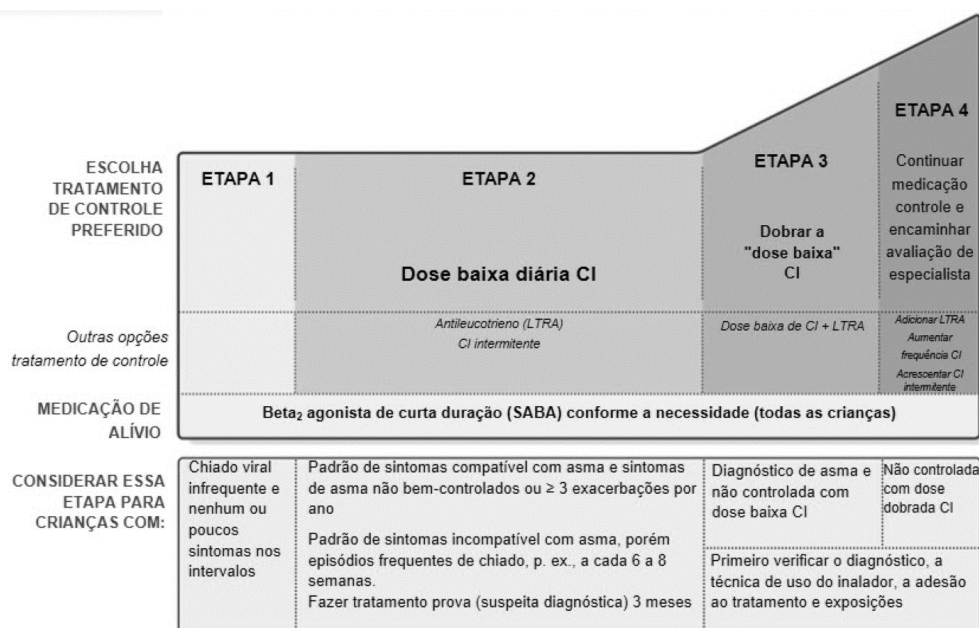 ESCOLHA
TRATAMENTO
DE CONTROLE
PREFERIDO
ETAPA 1
ETAPA 2
Dose baixa diária CI
ETAPA 3
Dobrar a
"dose baixa"
CI
ETAPA 4
Continuar
medicação
controle e
encaminhar
avaliação de
especialista
Outras opções
tratamento de controle
Antileucotrieno (LTRA)
CI intermitente
Dose baixa de CI + LTRA
Adicionar LTRA
Aumentar
frequência CI
Acrescentar CI
intermitente
MEDICAÇÃO DE
ALÍVIO
Beta₂ agonista de curta duração (SABA) conforme a necessidade (todas as crianças)
CONSIDERAR ESSA
ETAPA PARA
CRIANÇAS COM:
Chiado viral
infrequente e
nenhum ou
poucos
sintomas nos
intervalos
Padrão de sintomas compatível com asma e sintomas
de asma não bem-controlados ou ≥ 3 exacerbações por
ano
Padrão de sintomas incompatível com asma, porém
episódios frequentes de chiado, p. ex., a cada 6 a 8
semanas.
Fazer tratamento prova (suspeita diagnóstica) 3 meses
Diagnóstico de asma e
não controlada com
dose baixa CI
Não controlada
com dose
dobrada CI
Primeiro verificar o diagnóstico, a
técnica de uso do inalador, a adesão
ao tratamento e exposições